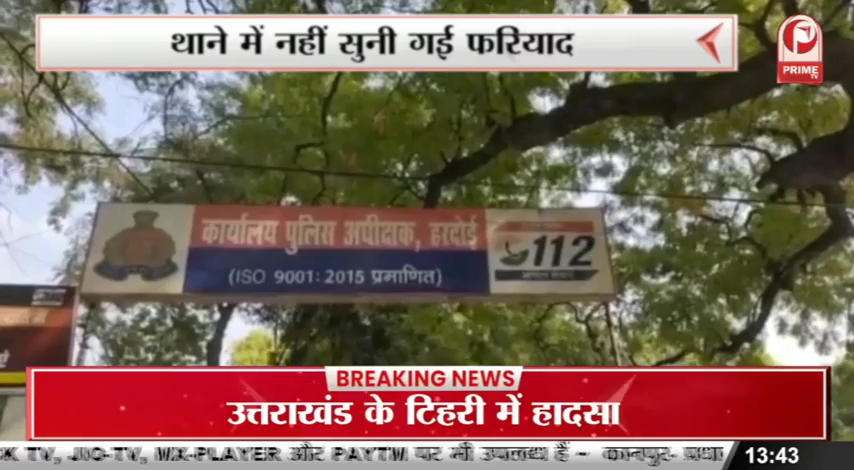 थाने में नहीं सुनी गई फरियाद
PRIME
TV
कार्यालय पुलिस अधीक्षक, हरदोई
(ISO 9001:2015 प्रमाणित)
112
BREAKING NEWS
उत्तराखंड के टिहरी में हादसा
TV, JIO-TV, MX-PLAYER और PAYTM पर भी उपलब्ध हैं ~ कानपुर-
13:43